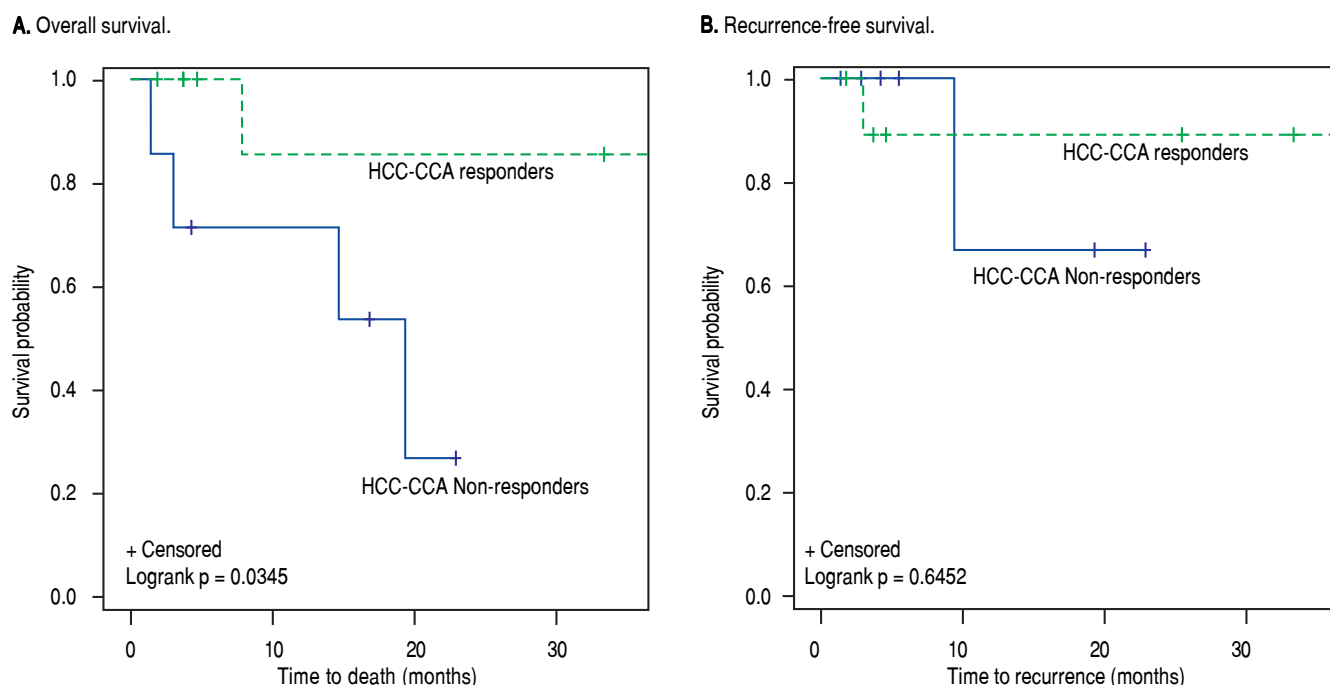 A. Overall survival.
1.0
0.8
0.6
0.4
0.2
0.0
Survival probability
HCC-CCA responders
HCC-CCA Non-responders
+ Censored
Logrank p = 0.0345
0 10 20 30
Time to death (months)
B. Recurrence-free survival.
1.0
0.8
0.6
0.4
0.2
0.0
Survival probability
HCC-CCA responders
HCC-CCA Non-responders
+ Censored
Logrank p = 0.6452
0 10 20 30
Time to recurrence (months)